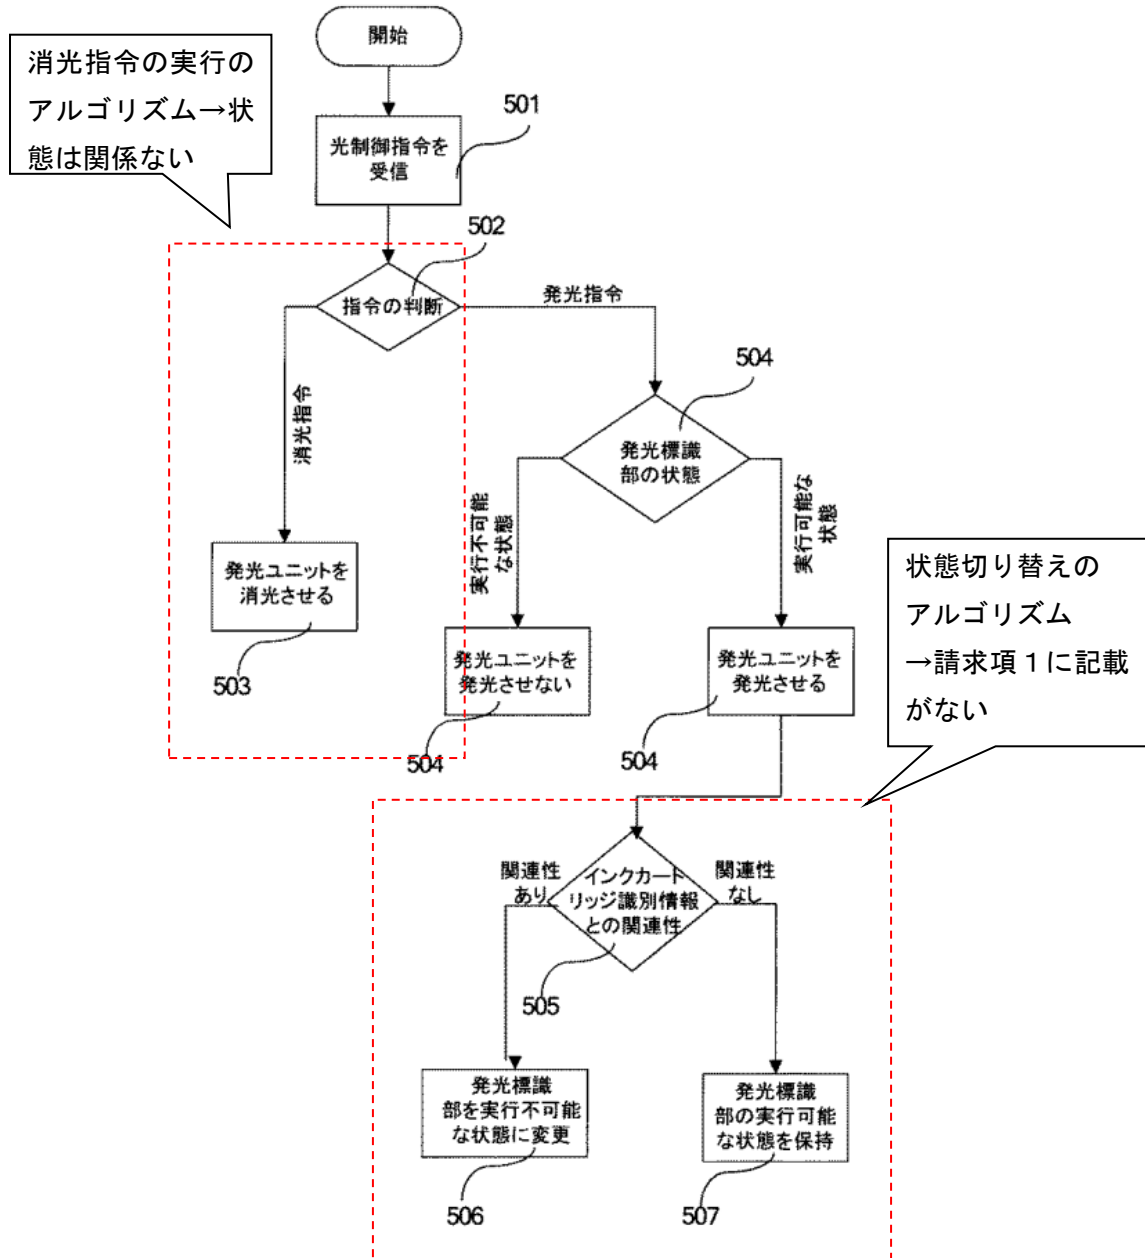 開始
消光指令の実行の
アルゴリズム→状
態は関係ない
501
光制御指令を
受信
502
指令の判断
発光指令
消光指令
504
発光標識
部の状態
実行不可能
な状態
実行可能な
状態
発光ユニットを
消光させる
503
発光ユニットを
発光させない
504
発光ユニットを
発光させる
504
状態切り替えの
アルゴリズム
→請求項１に記載
がない
関連性
あり
インクカート
リッジ識別情報
との関連性
関連性
なし
505
発光標識
部を実行不可能
な状態に変更
506
発光標識
部の実行可能
な状態を保持
507